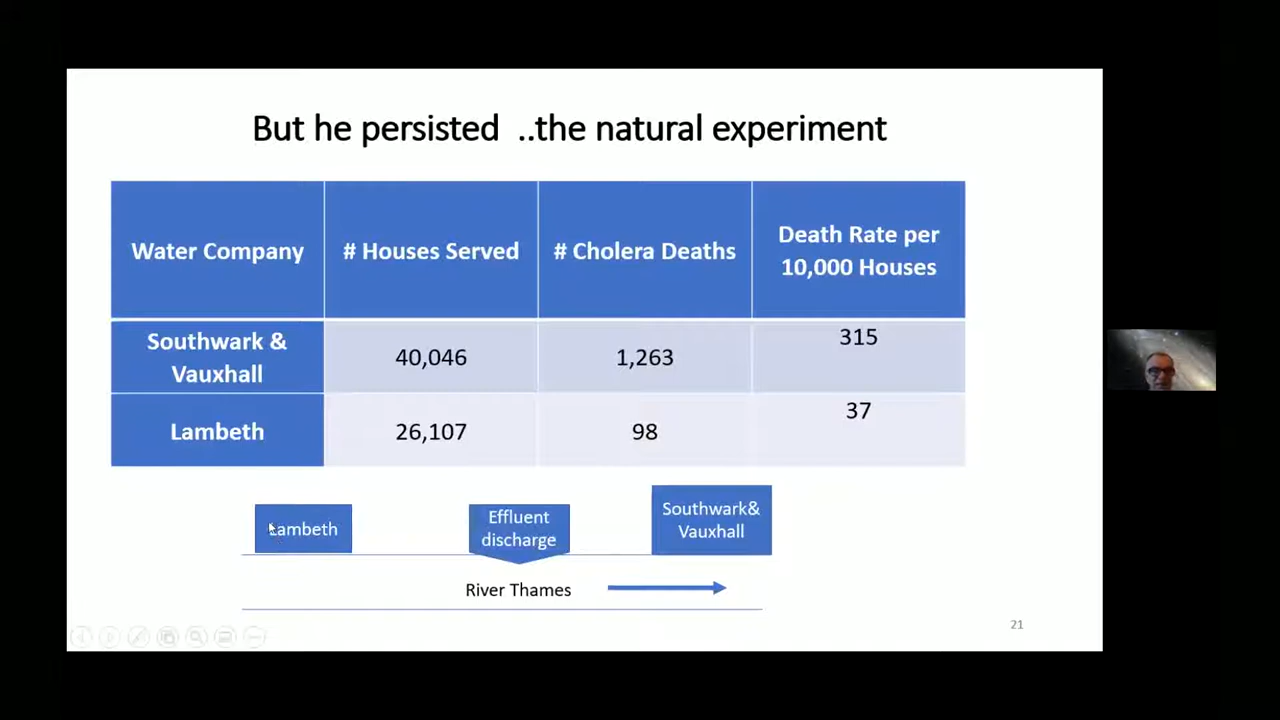 But he persisted ..the natural experiment
Water Company
# Houses Served
# Cholera Deaths
Death Rate per
10,000 Houses
Southwark &
Vauxhall
40,046
1,263
315
Lambeth
26,107
98
37
Lambeth
Effluent
discharge
Southwark&
Vauxhall
River Thames
21